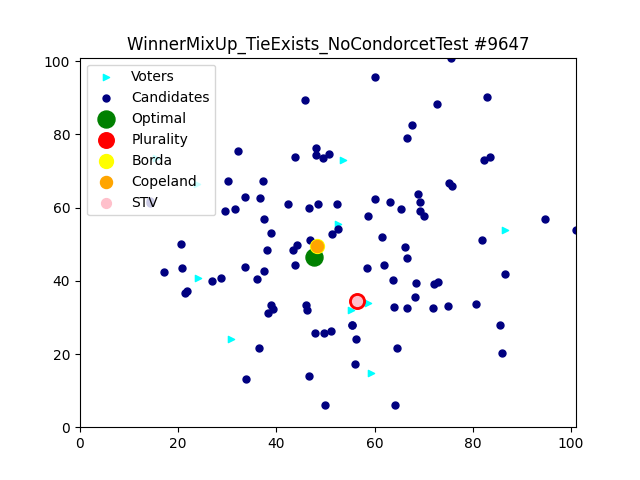 WinnerMixUp_TieExists_NoCondorcetTest #9647
100
80
60
40
20
0
0 20 40 60 80 100
Voters
Candidates
Optimal
Plurality
Borda
Copeland
STV